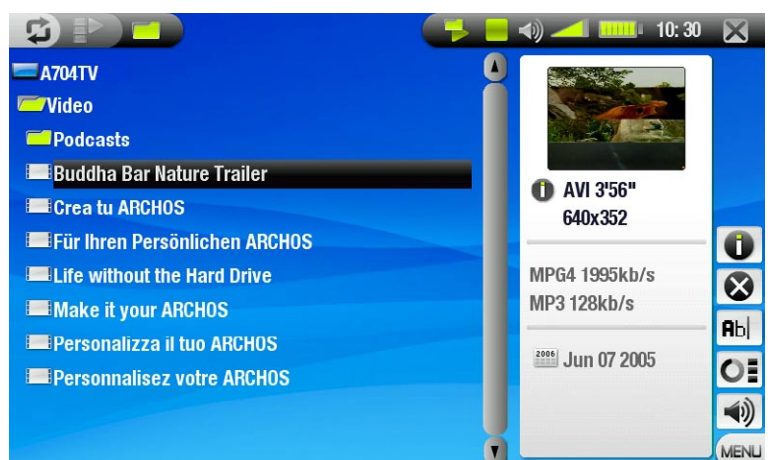 10:30
A704TV
Video
Podcasts
Buddha Bar Nature Trailer
Crea tu ARCHOS
Für Ihren Persönlichen ARCHOS
Life without the Hard Drive
Make it your ARCHOS
Personalizza il tuo ARCHOS
Personnalisez votre ARCHOS
i AVI 3'56"
640x352
MPG4 1995kb/s
MP3 128kb/s
2006 Jun 07 2005
i
Ab
MENU